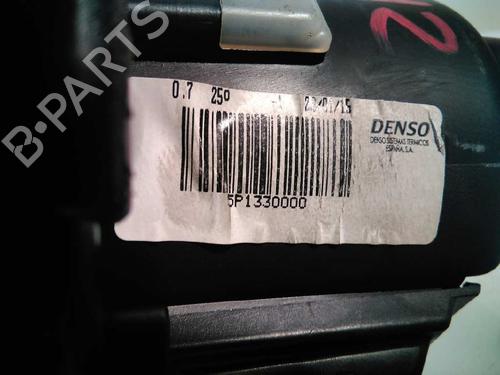 0.7 25º
DENSO
DENSO SISTEMAS TERMICOS
ESPAÑA, S.A.
5P1330000
B-PARTS